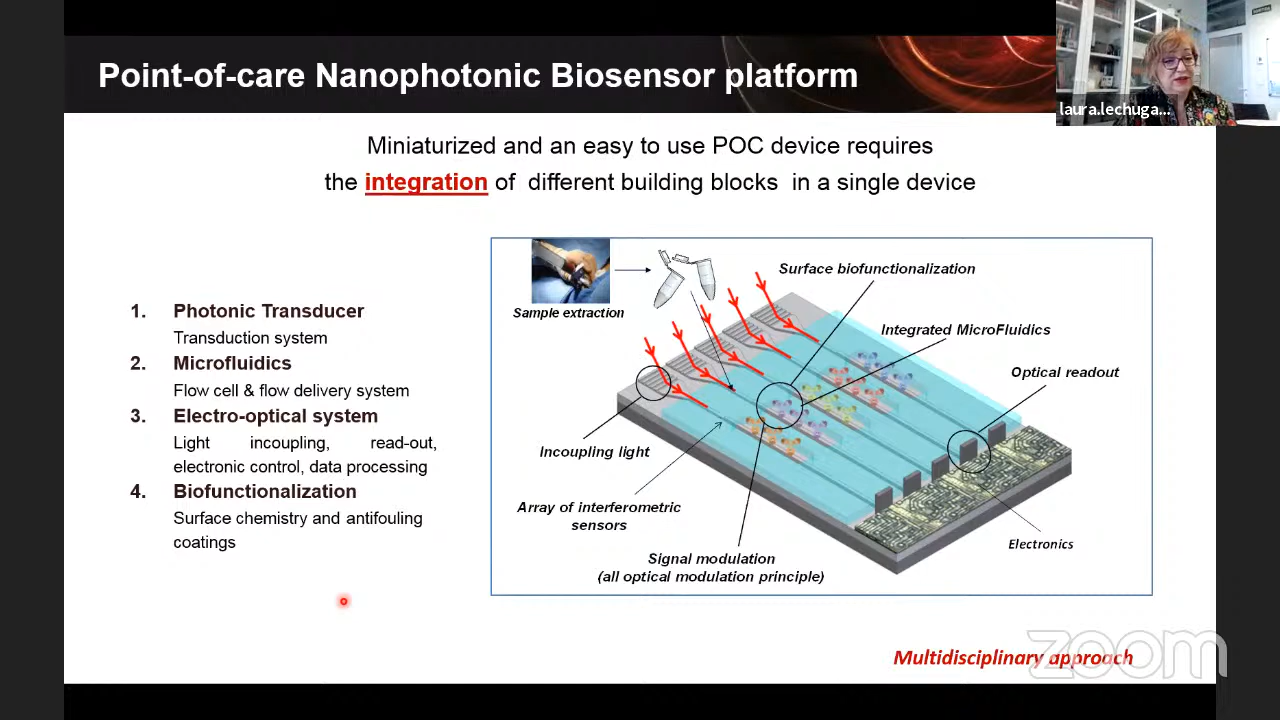 Point-of-care Nanophotonic Biosensor platform
laura.lechuga...
Miniaturized and an easy to use POC device requires
the integration of different building blocks in a single device
1. Photonic Transducer
Transduction system
2. Microfluidics
Flow cell & flow delivery system
3. Electro-optical system
Light incoupling, read-out,
electronic control, data processing
4. Biofunctionalization
Surface chemistry and antifouling
coatings
Sample extraction
Surface biofunctionalization
Integrated MicroFluidics
Optical readout
Incoupling light
Array of interferometric
sensors
Signal modulation
(all optical modulation principle)
Electronics
Multidisciplinary approach
zoom